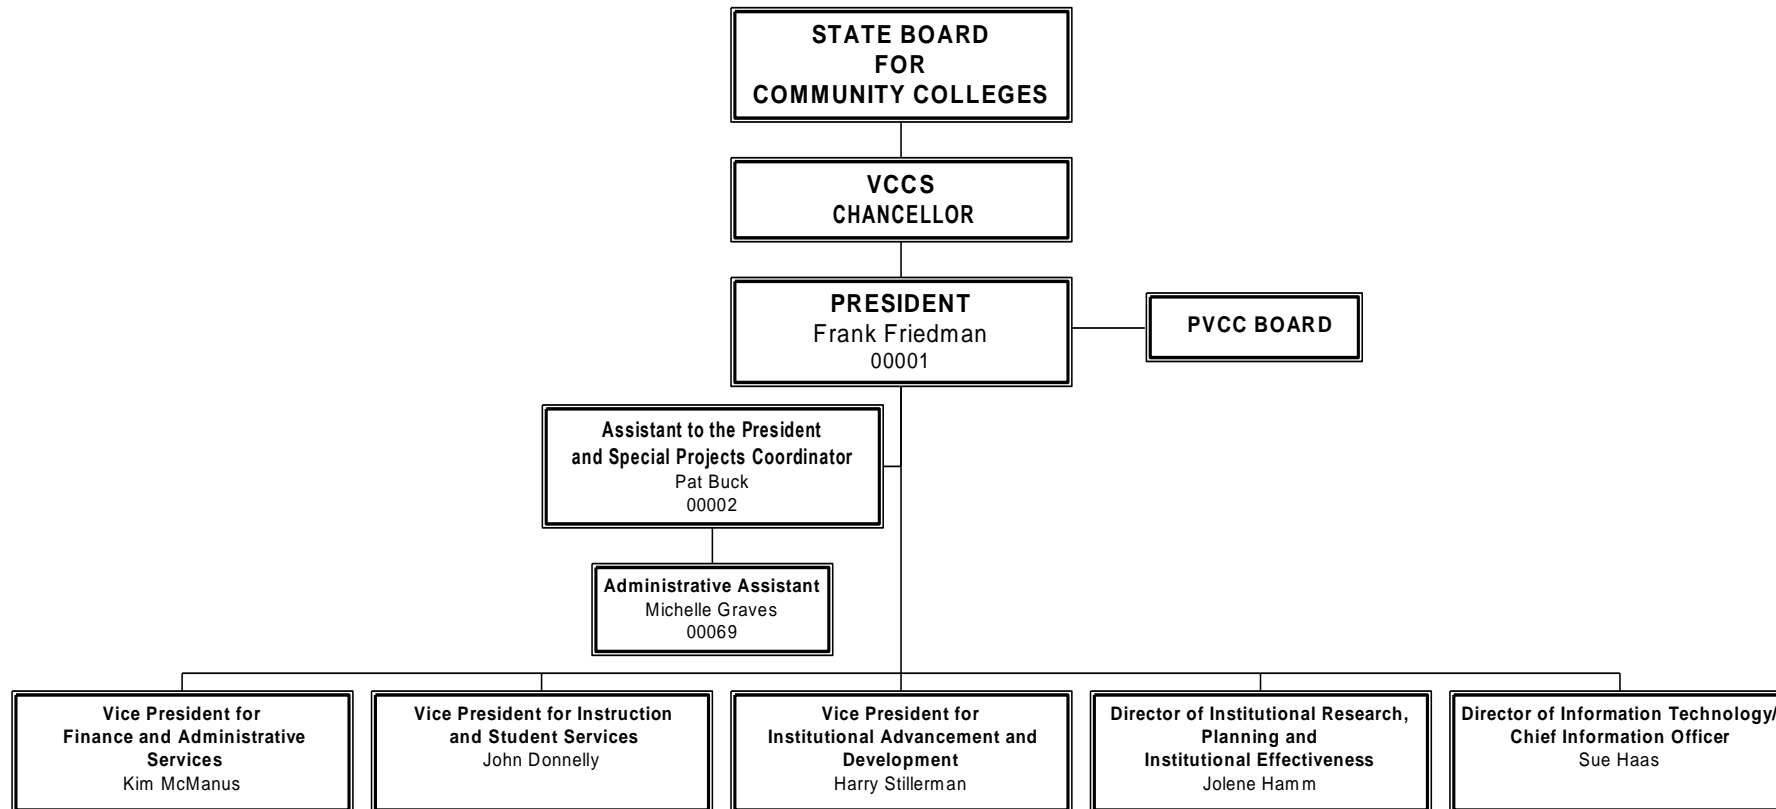 STATE BOARD
FOR
COMMUNITY COLLEGES
VCCS
CHANCELLOR
PRESIDENT
Frank Friedman
00001
PVCC BOARD
Assistant to the President
and Special Projects Coordinator
Pat Buck
00002
Administrative Assistant
Michelle Graves
00069
Vice President for
Finance and Administrative
Services
Kim McManus
Vice President for Instruction
and Student Services
John Donnelly
Vice President for
Institutional Advancement and
Development
Harry Stillerman
Director of Institutional Research,
Planning and
Institutional Effectiveness
Jolene Hamm
Director of Information Technology/
Chief Information Officer
Sue Haas